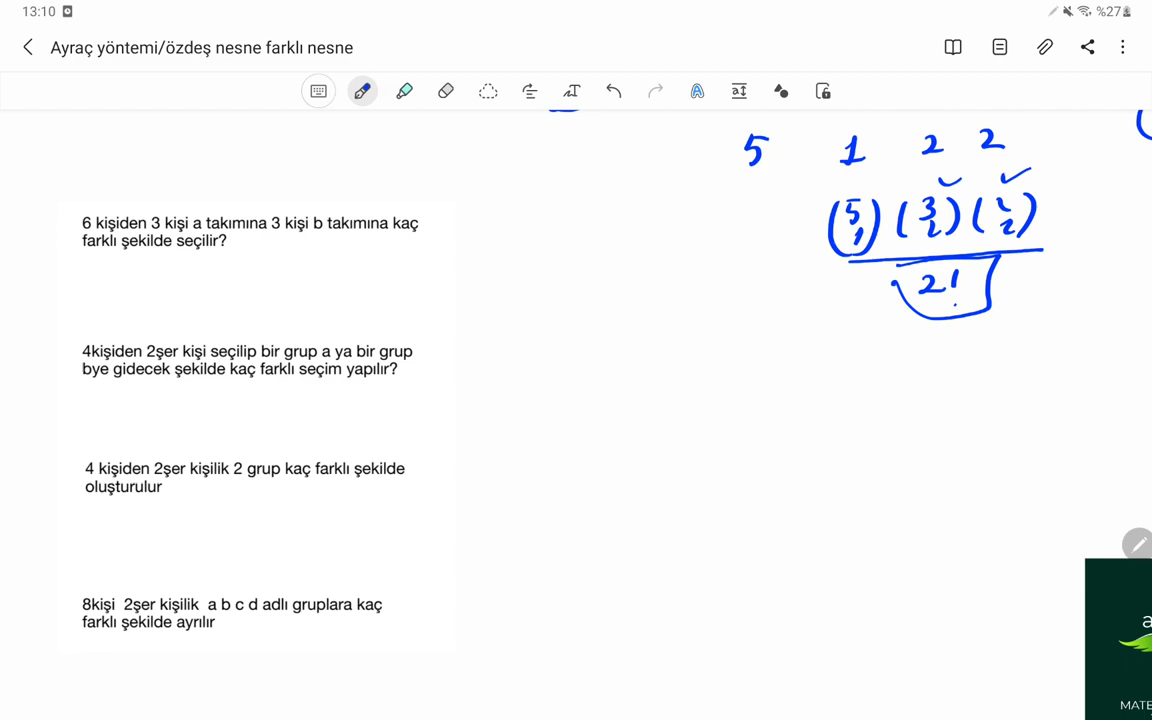 13:10
%27
Ayraç yöntemi/özdeş nesne farklı nesne
5 1 2 2
6 kişiden 3 kişi a takımına 3 kişi b takımına kaç
farklı şekilde seçilir?
(5 1) (3 2) (2 2)
2!
4kişiden 2şer kişi seçilip bir grup a ya bir grup
bye gidecek şekilde kaç farklı seçim yapılır?
4 kişiden 2şer kişilik 2 grup kaç farklı şekilde
oluşturulur
8kişi 2şer kişilik a b c d adlı gruplara kaç
farklı şekilde ayrılır
MATE